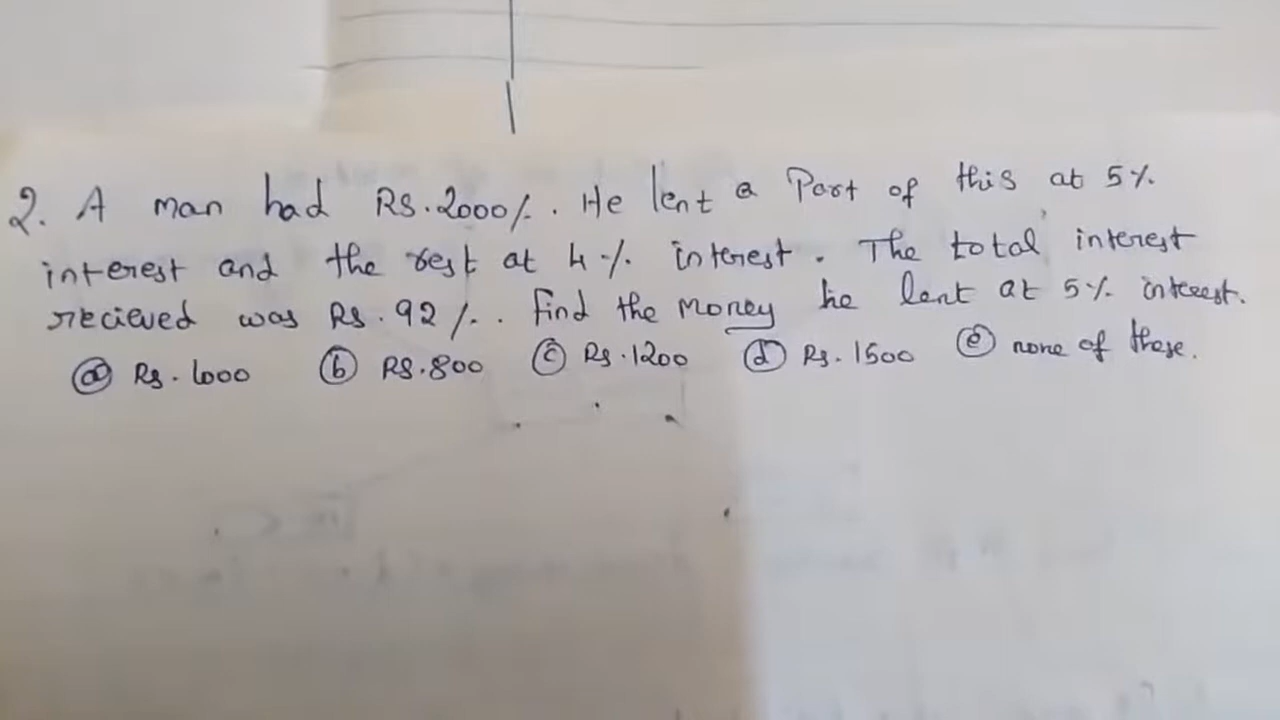 2. A man had RS.2000/-. He lent a Part of this at 5%
interest and the rest at 4% interest. The total interest
recieved was Rs.92/-. Find the Money he lent at 5% interest.
(a) Rs.1000 (b) RS.800 (c) Rs.1200 (d) Rs.1500 (e) none of these.